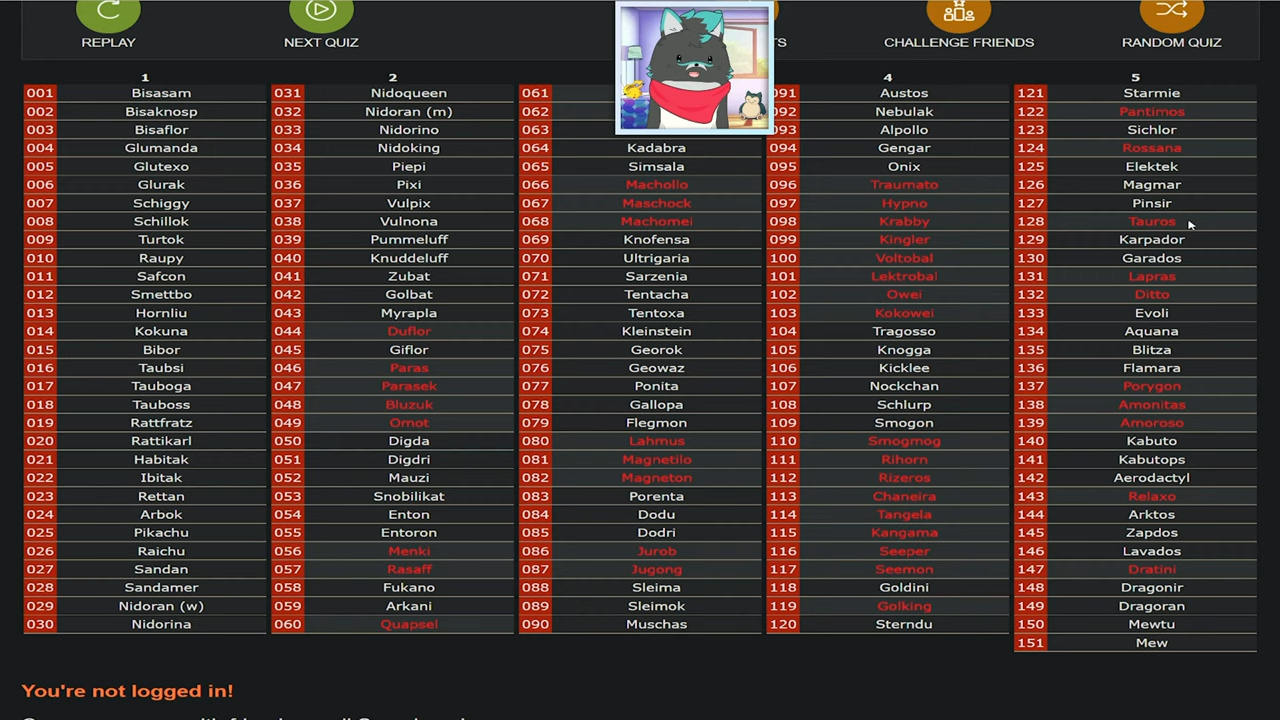 REPLAY NEXT QUIZ TS CHALLENGE FRIENDS RANDOM QUIZ
1 2 4 5
001 Bisasam 031 Nidoqueen 061 091 Austos 121 Starmie
002 Bisaknosp 032 Nidoran (m) 062 092 Nebulak 122 Pantimos
003 Bisaflor 033 Nidorino 063 093 Alpollo 123 Sichlor
004 Glumanda 034 Nidoking 064 Kadabra 094 Gengar 124 Rossana
005 Glutexo 035 Piepi 065 Simsala 095 Onix 125 Elektek
006 Glurak 036 Pixi 066 Machollo 096 Traumato 126 Magmar
007 Schiggy 037 Vulpix 067 Maschock 097 Hypno 127 Pinsir
008 Schillok 038 Vulnona 068 Machomei 098 Krabby 128 Tauros
009 Turtok 039 Pummeluff 069 Knofensa 099 Kingler 129 Karpador
010 Raupy 040 Knuddeluff 070 Ultrigaria 100 Voltobal 130 Garados
011 Safcon 041 Zubat 071 Sarzenia 101 Lektrobal 131 Lapras
012 Smettbo 042 Golbat 072 Tentacha 102 Owei 132 Ditto
013 Hornliu 043 Myrapla 073 Tentoxa 103 Kokowei 133 Evoli
014 Kokuna 044 Duflor 074 Kleinstein 104 Tragosso 134 Aquana
015 Bibor 045 Giflor 075 Georok 105 Knogga 135 Blitza
016 Taubsi 046 Paras 076 Geowaz 106 Kicklee 136 Flamara
017 Tauboga 047 Parasek 077 Ponita 107 Nockchan 137 Porygon
018 Tauboss 048 Bluzuk 078 Gallopa 108 Schlurp 138 Amonitas
019 Rattfratz 049 Omot 079 Flegmon 109 Smogon 139 Amoroso
020 Rattikarl 050 Digda 080 Lahmus 110 Smogmog 140 Kabuto
021 Habitak 051 Digdri 081 Magnetilo 111 Rihorn 141 Kabutops
022 Ibitak 052 Mauzi 082 Magneton 112 Rizeros 142 Aerodactyl
023 Rettan 053 Snobilikat 083 Porenta 113 Chaneira 143 Relaxo
024 Arbok 054 Enton 084 Dodu 114 Tangela 144 Arktos
025 Pikachu 055 Entoron 085 Dodri 115 Kangama 145 Zapdos
026 Raichu 056 Menki 086 Jurob 116 Seeper 146 Lavados
027 Sandan 057 Rasaff 087 Jugong 117 Seemon 147 Dratini
028 Sandamer 058 Fukano 088 Sleima 118 Goldini 148 Dragonir
029 Nidoran (w) 059 Arkani 089 Sleimok 119 Golking 149 Dragoran
030 Nidorina 060 Quapsel 090 Muschas 120 Sterndu 150 Mewtu
151 Mew
You're not logged in!